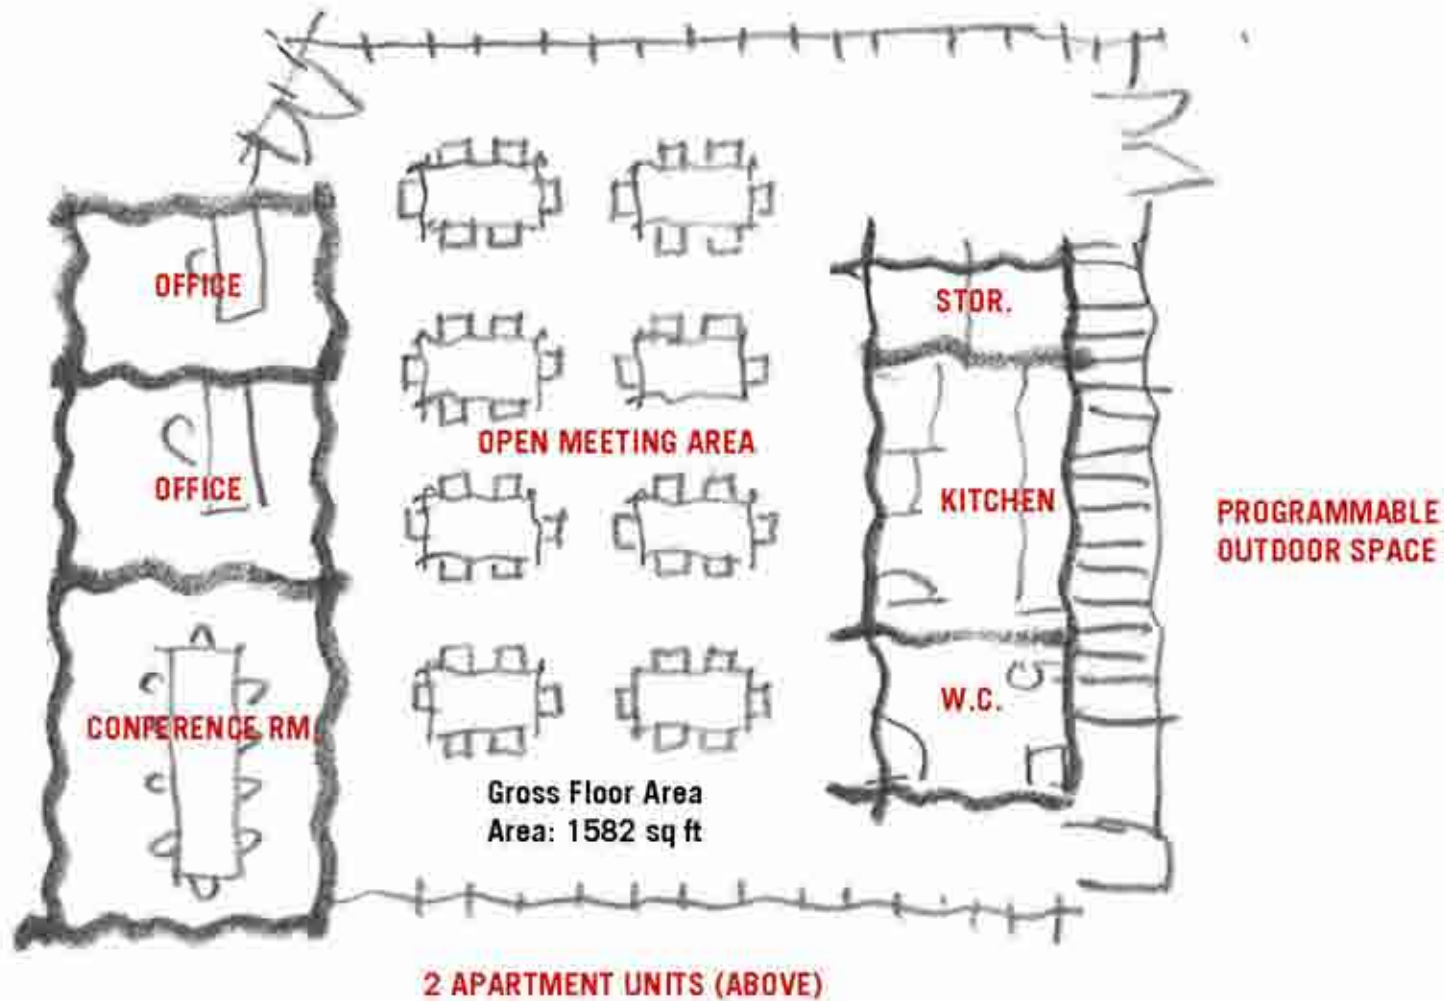 OFFICE
STOR.
OPEN MEETING AREA
OFFICE
KITCHEN
PROGRAMMABLE
OUTDOOR SPACE
W.C.
CONFERENCE RM.
Gross Floor Area
Area: 1582 sq ft
2 APARTMENT UNITS (ABOVE)